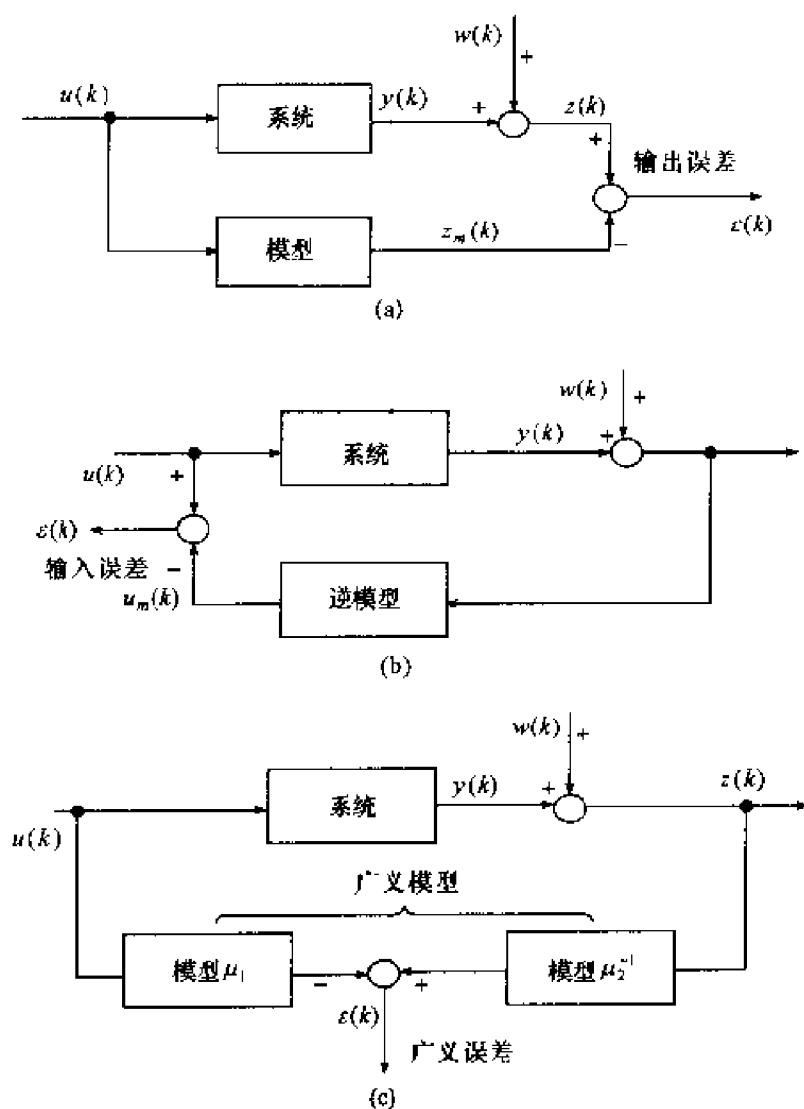 w(k)
+
u(k)
系统
y(k)
+
z(k)
+
输出误差
ε(k)
模型
z_m(k)
−
(a)
w(k)
+
系统
y(k)
+
u(k)
+
ε(k)
输入误差
−
u_m(k)
逆模型
(b)
w(k)
+
系统
y(k)
+
z(k)
u(k)
广义模型
模型μ₁
−
+
模型μ₂⁻¹
ε(k)
广义误差
(c)